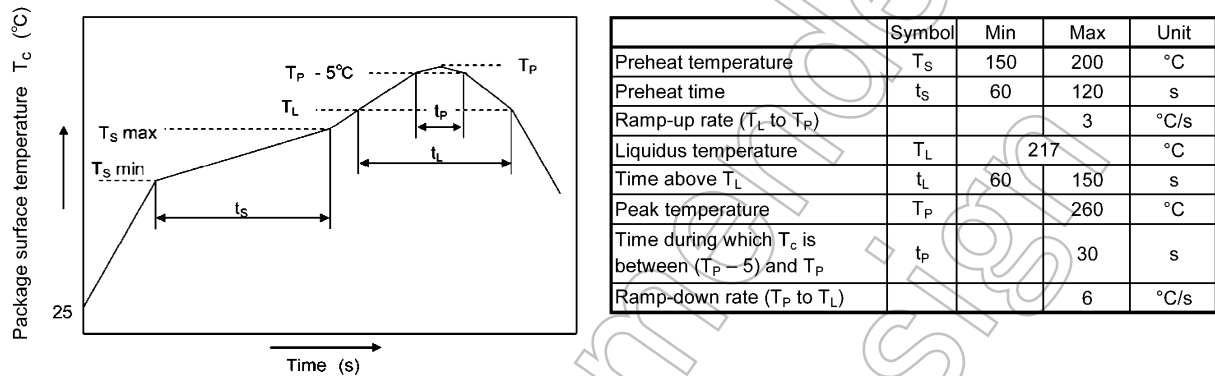 Package surface temperature T_c (°C)
T_P
T_P - 5°C
T_L
t_P
T_S max
t_L
T_S min
t_S
25
Time (s)
Symbol Min Max Unit
Preheat temperature T_S 150 200 °C
Preheat time t_S 60 120 s
Ramp-up rate (T_L to T_P) 3 °C/s
Liquidus temperature T_L 217 °C
Time above T_L t_L 60 150 s
Peak temperature T_P 260 °C
Time during which T_c is
between (T_P – 5) and T_P t_P 30 s
Ramp-down rate (T_P to T_L) 6 °C/s